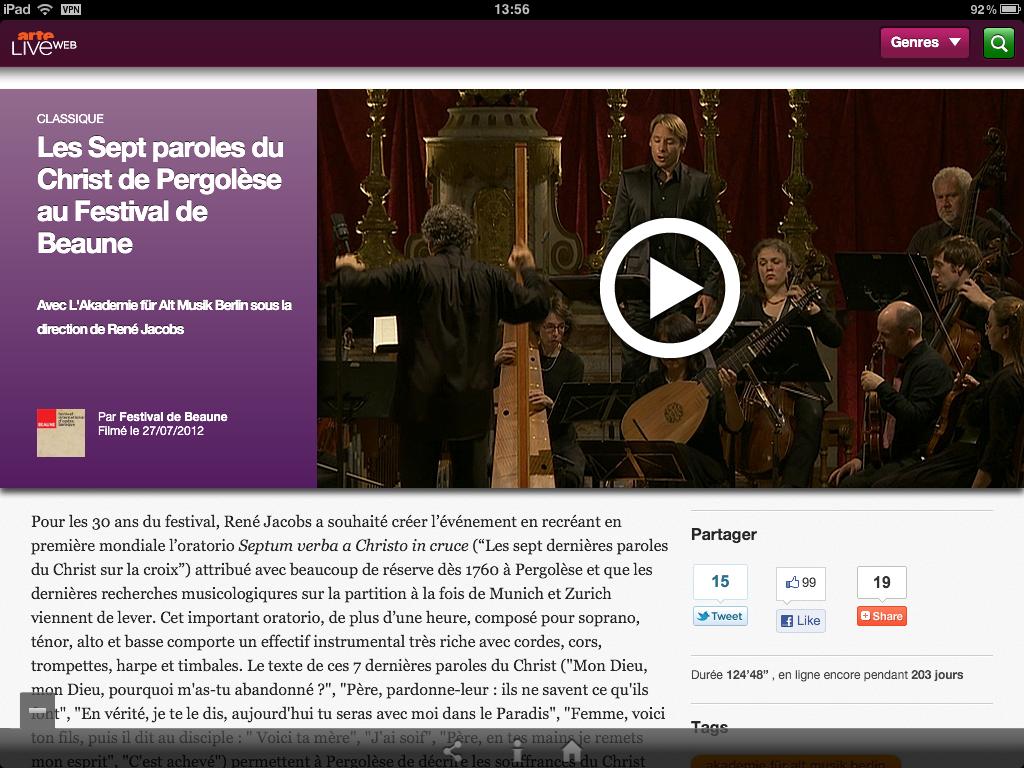 iPad VPN 13:56 92 %
arte LIVE WEB Genres
CLASSIQUE
Les Sept paroles du
Christ de Pergolèse
au Festival de
Beaune
Avec L'Akademie für Alt Musik Berlin sous la
direction de René Jacobs
BEAUNE
festival
international
d'opéra
baroque
Par Festival de Beaune
Filmé le 27/07/2012
Pour les 30 ans du festival, René Jacobs a souhaité créer l'événement en recréant en
première mondiale l'oratorio Septum verba a Christo in cruce (“Les sept dernières paroles
du Christ sur la croix”) attribué avec beaucoup de réserve dès 1760 à Pergolèse et que les
dernières recherches musicologiqures sur la partition à la fois de Munich et Zurich
viennent de lever. Cet important oratorio, de plus d'une heure, composé pour soprano,
ténor, alto et basse comporte un effectif instrumental très riche avec cordes, cors,
trompettes, harpe et timbales. Le texte de ces 7 dernières paroles du Christ ("Mon Dieu,
mon Dieu, pourquoi m'as-tu abandonné ?", "Père, pardonne-leur : ils ne savent ce qu'ils
font", "En vérité, je te le dis, aujourd'hui tu seras avec moi dans le Paradis", "Femme, voici
ton fils, puis il dit au disciple : " Voici ta mère", "J'ai soif", "Père, en tes mains je remets
mon esprit", "C'est achevé") permettent à Pergolèse de décrire les souffrances du Christ
Partager
15 99 19
Tweet Like Share
Durée 124'48” , en ligne encore pendant 203 jours
Tags
akademie für alt musik berlin